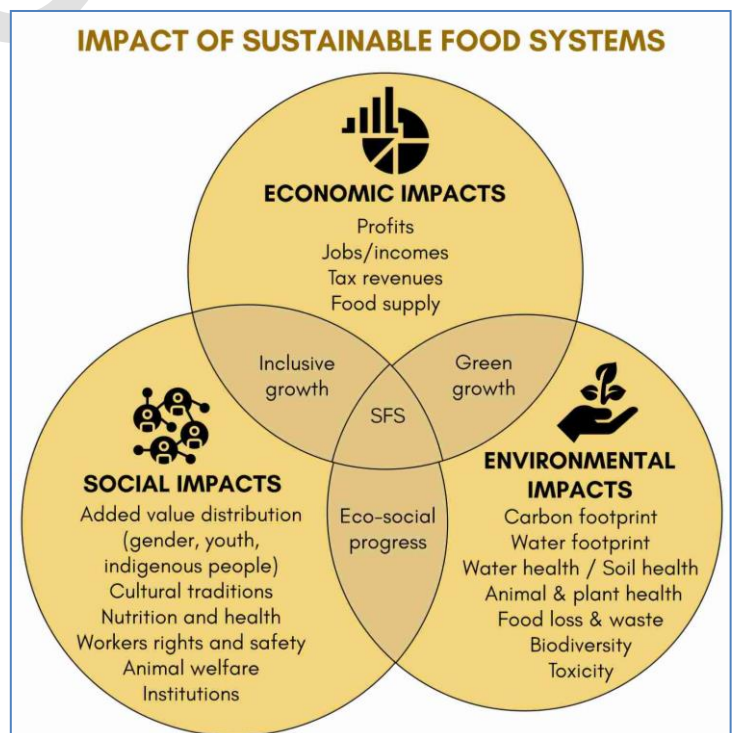 IMPACT OF SUSTAINABLE FOOD SYSTEMS
ECONOMIC IMPACTS
Profits
Jobs/incomes
Tax revenues
Food supply
Inclusive
growth
Green
growth
SFS
SOCIAL IMPACTS
Added value distribution
(gender, youth,
indigenous people)
Cultural traditions
Nutrition and health
Workers rights and safety
Animal welfare
Institutions
Eco-social
progress
ENVIRONMENTAL
IMPACTS
Carbon footprint
Water footprint
Water health / Soil health
Animal & plant health
Food loss & waste
Biodiversity
Toxicity